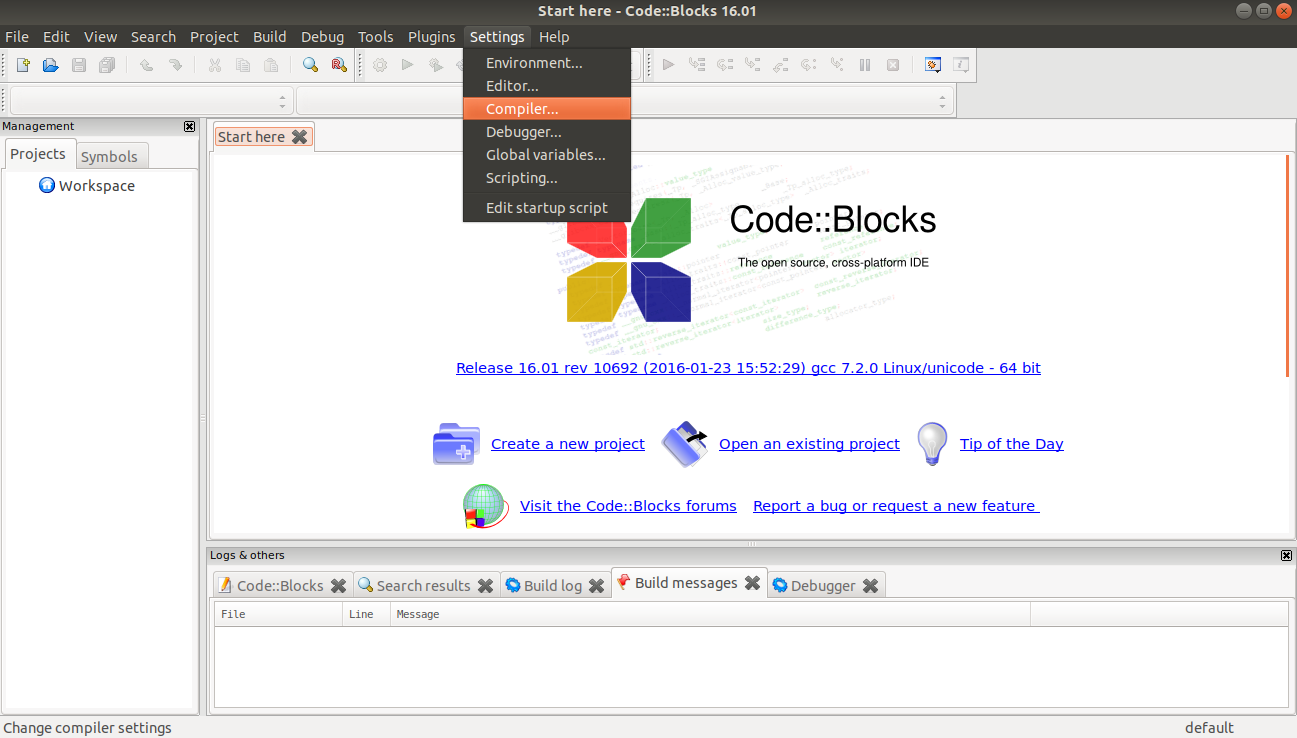 Start here - Code::Blocks 16.01
File Edit View Search Project Build Debug Tools Plugins Settings Help
Environment...
Editor...
Compiler...
Debugger...
Global variables...
Scripting...
Edit startup script
Management
Projects Symbols
Workspace
Start here
Code::Blocks
The open source, cross-platform IDE
Release 16.01 rev 10692 (2016-01-23 15:52:29) gcc 7.2.0 Linux/unicode - 64 bit
Create a new project Open an existing project Tip of the Day
Visit the Code::Blocks forums Report a bug or request a new feature
Logs & others
Code::Blocks Search results Build log Build messages Debugger
File Line Message
Change compiler settings default